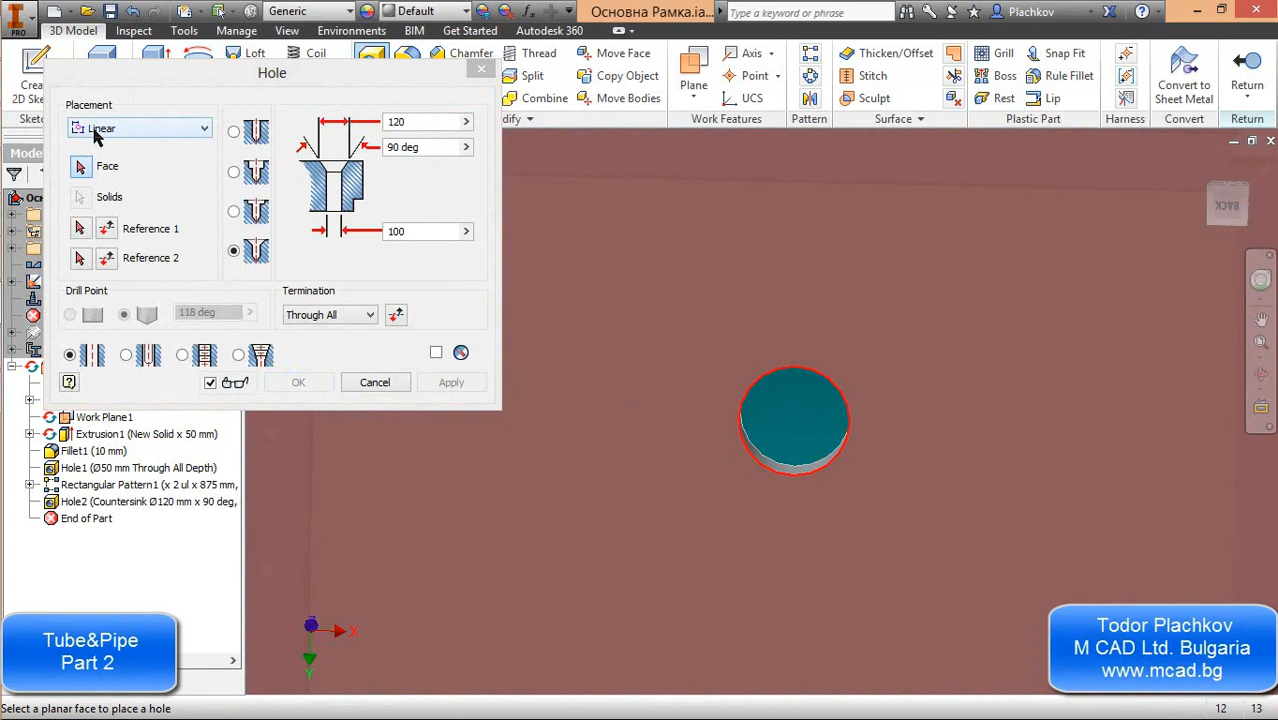 PRO
Generic
Default
fx
Основна Рамка.ia...
Type a keyword or phrase
Plachkov
3D Model
Inspect
Tools
Manage
View
Environments
BIM
Get Started
Autodesk 360
Loft
Coil
Chamfer
Thread
Split
Combine
Move Face
Copy Object
Move Bodies
Plane
Axis
Point
UCS
Thicken/Offset
Stitch
Sculpt
Grill
Boss
Rest
Snap Fit
Rule Fillet
Lip
Convert to
Sheet Metal
Return
2D Sk
Work Features
Pattern
Surface
Plastic Part
Harness
Convert
Return
Hole
Placement
Linear
Face
Solids
Reference 1
Reference 2
120
90 deg
100
Drill Point
118 deg
Termination
Through All
OK
Cancel
Apply
Work Plane1
Extrusion1 (New Solid x 50 mm)
Fillet1 (10 mm)
Hole1 (Ø50 mm Through All Depth)
Rectangular Pattern1 (x 2 ul x 875 mm,
Hole2 (Countersink Ø120 mm x 90 deg,
End of Part
BACK
X
Y
Tube&Pipe
Part 2
Todor Plachkov
M CAD Ltd. Bulgaria
www.mcad.bg
Select a planar face to place a hole
12
13